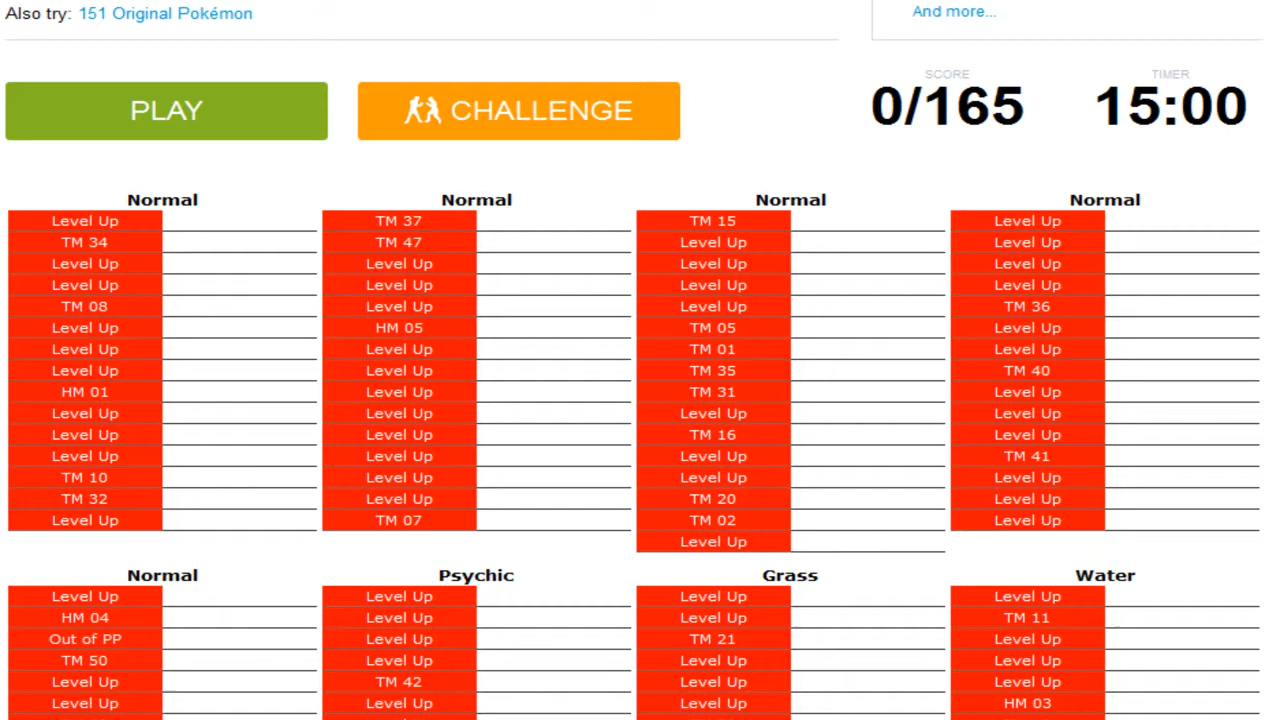 Also try: 151 Original Pokémon
And more...
PLAY
CHALLENGE
SCORE
0/165
TIMER
15:00
Normal Normal Normal Normal
Level Up TM 37 TM 15 Level Up
TM 34 TM 47 Level Up Level Up
Level Up Level Up Level Up Level Up
Level Up Level Up Level Up Level Up
TM 08 Level Up Level Up TM 36
Level Up HM 05 TM 05 Level Up
Level Up Level Up TM 01 Level Up
Level Up Level Up TM 35 TM 40
HM 01 Level Up TM 31 Level Up
Level Up Level Up Level Up Level Up
Level Up Level Up TM 16 Level Up
Level Up Level Up Level Up TM 41
TM 10 Level Up Level Up Level Up
TM 32 Level Up TM 20 Level Up
Level Up TM 07 TM 02 Level Up
Level Up
Normal Psychic Grass Water
Level Up Level Up Level Up Level Up
HM 04 Level Up Level Up TM 11
Out of PP Level Up TM 21 Level Up
TM 50 Level Up Level Up Level Up
Level Up TM 42 Level Up Level Up
Level Up Level Up Level Up HM 03